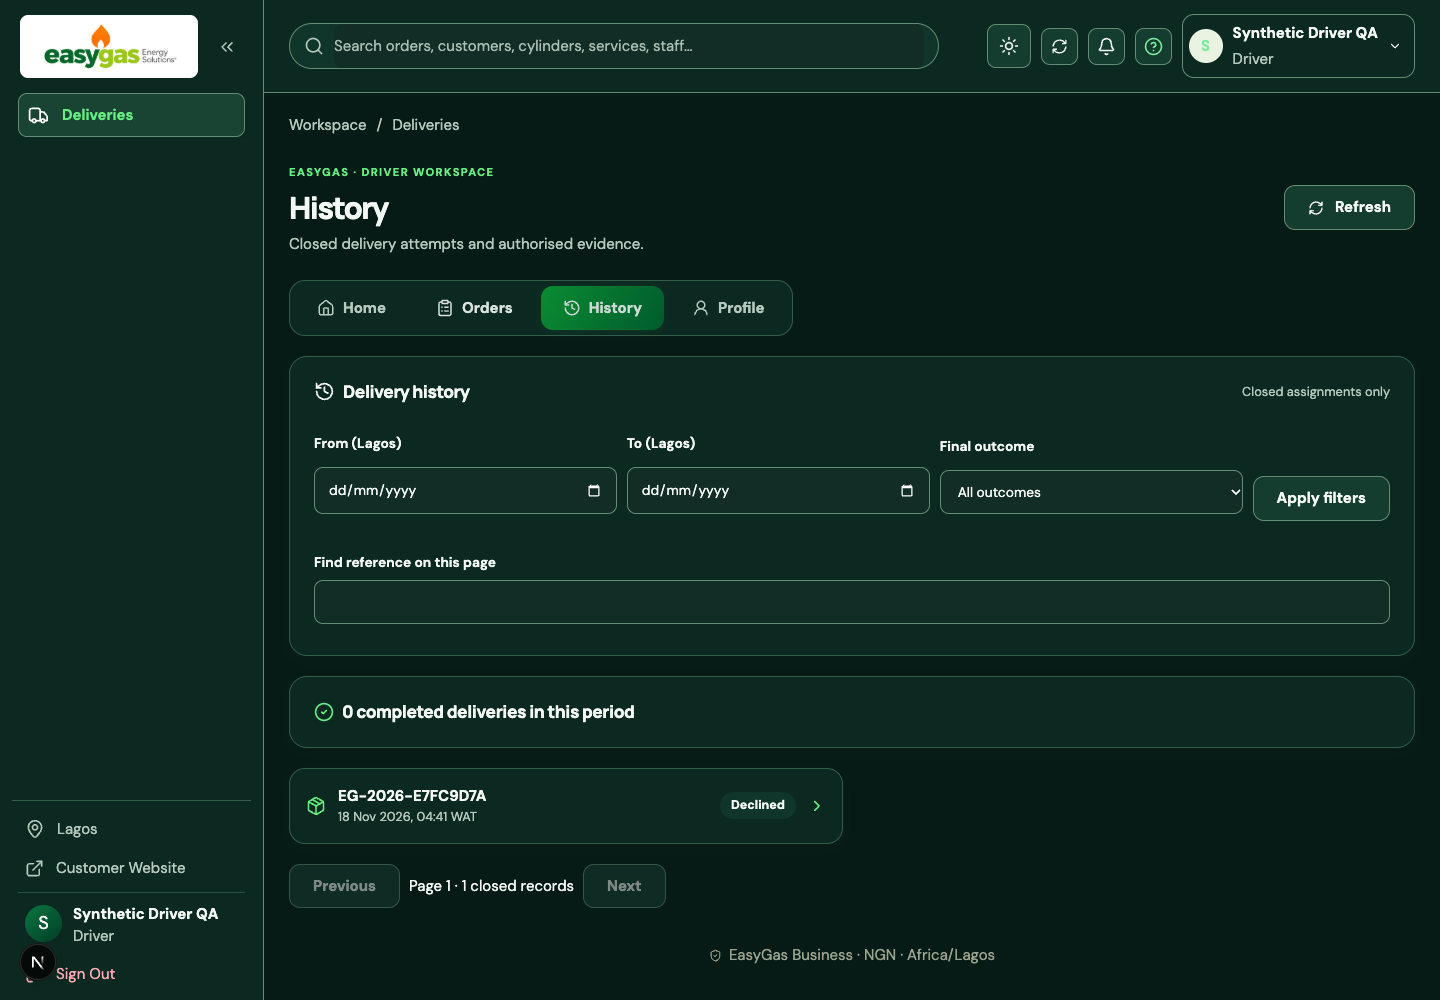 easygas Energy Solutions
Search orders, customers, cylinders, services, staff...
S
Synthetic Driver QA
Driver
Deliveries
Workspace / Deliveries
EASYGAS · DRIVER WORKSPACE
History
Closed delivery attempts and authorised evidence.
Refresh
Home
Orders
History
Profile
Delivery history
Closed assignments only
From (Lagos)
To (Lagos)
Final outcome
dd/mm/yyyy
dd/mm/yyyy
All outcomes
Apply filters
Find reference on this page
0 completed deliveries in this period
EG-2026-E7FC9D7A
18 Nov 2026, 04:41 WAT
Declined
Previous
Page 1 · 1 closed records
Next
Lagos
Customer Website
S
Synthetic Driver QA
Driver
N
Sign Out
EasyGas Business · NGN · Africa/Lagos